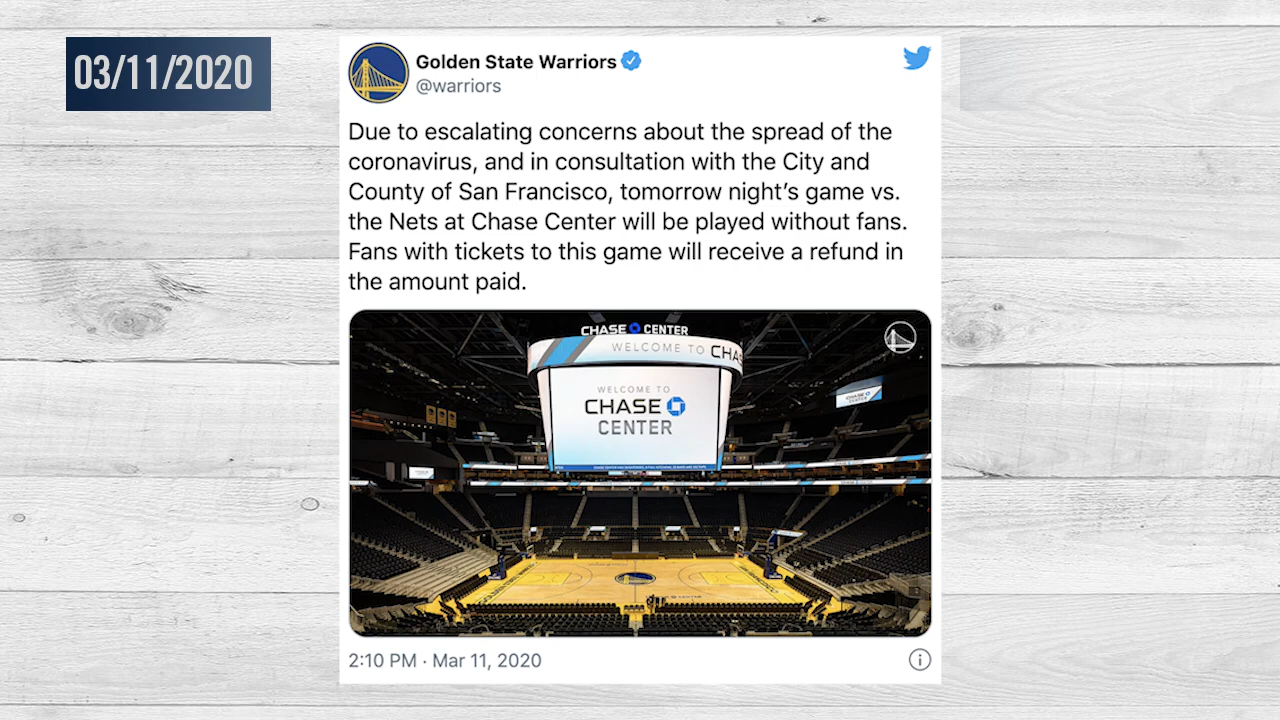 03/11/2020
Golden State Warriors
@warriors
Due to escalating concerns about the spread of the
coronavirus, and in consultation with the City and
County of San Francisco, tomorrow night’s game vs.
the Nets at Chase Center will be played without fans.
Fans with tickets to this game will receive a refund in
the amount paid.
CHASE CENTER
WELCOME TO CHAS
WELCOME TO
CHASE
CENTER
CHASE
CENTER
2:10 PM · Mar 11, 2020